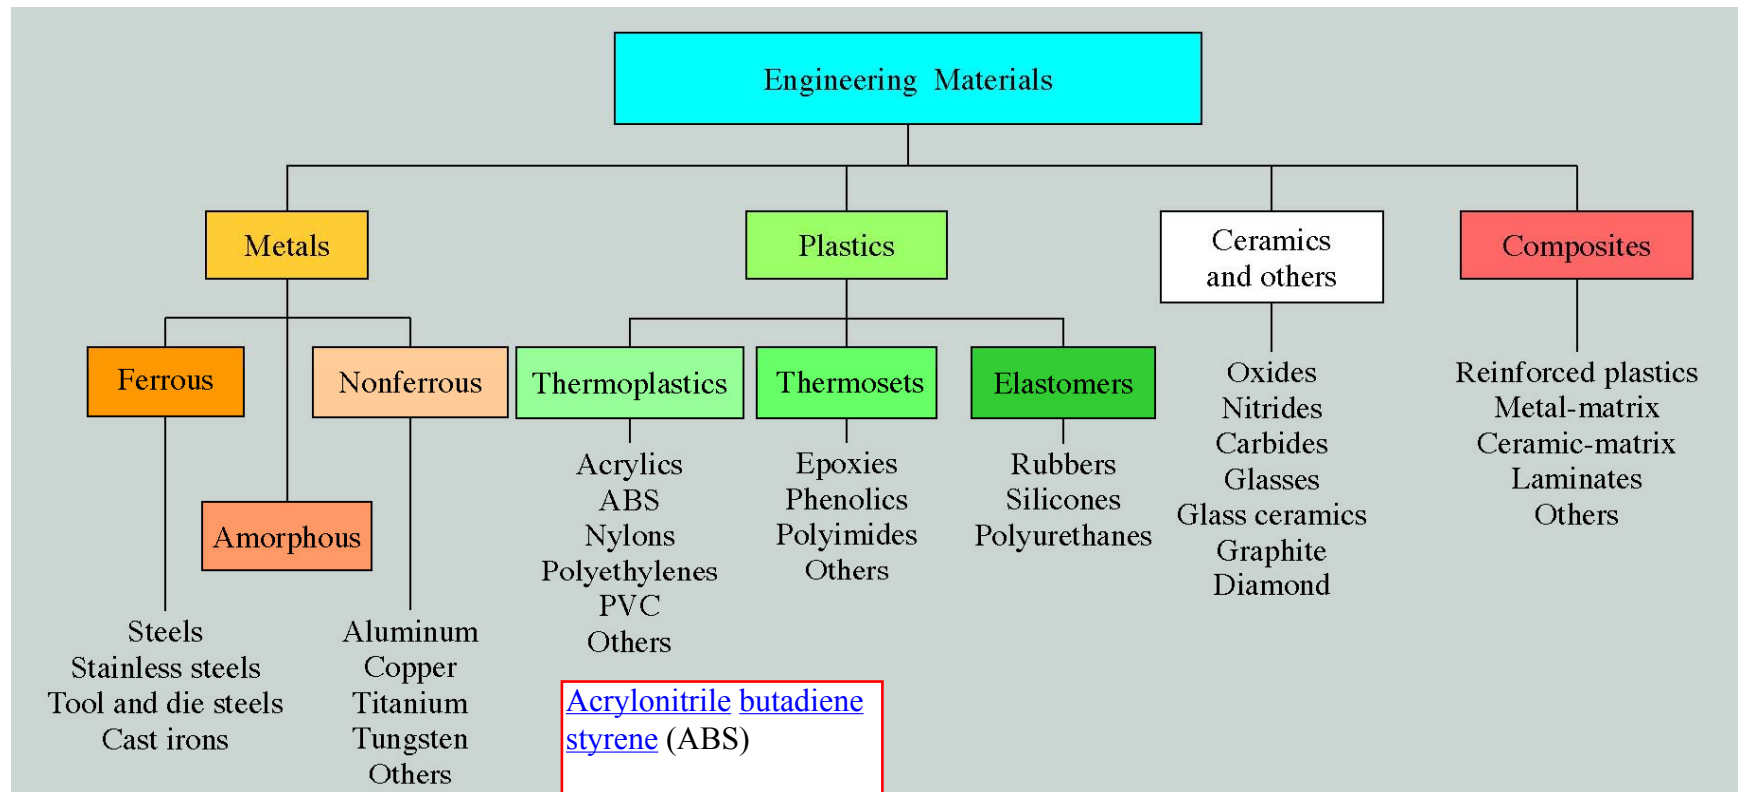 Engineering Materials
Metals
Plastics
Ceramics
and others
Composites
Ferrous
Nonferrous
Amorphous
Thermoplastics
Thermosets
Elastomers
Steels
Stainless steels
Tool and die steels
Cast irons
Aluminum
Copper
Titanium
Tungsten
Others
Acrylics
ABS
Nylons
Polyethylenes
PVC
Others
Acrylonitrile butadiene
styrene (ABS)
Epoxies
Phenolics
Polyimides
Others
Rubbers
Silicones
Polyurethanes
Oxides
Nitrides
Carbides
Glasses
Glass ceramics
Graphite
Diamond
Reinforced plastics
Metal-matrix
Ceramic-matrix
Laminates
Others